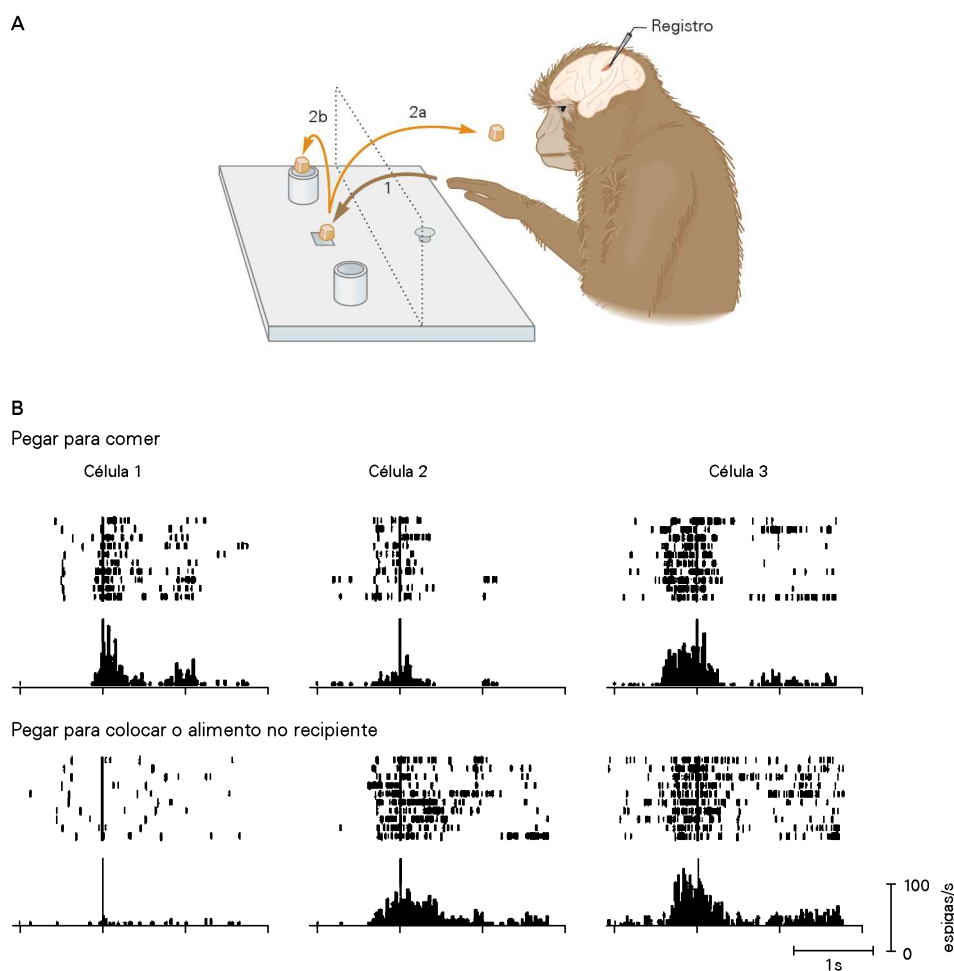 A
Registro
2b
2a
1
B
Pegar para comer
Célula 1
Célula 2
Célula 3
Pegar para colocar o alimento no recipiente
100
espigas/s
0
1 s